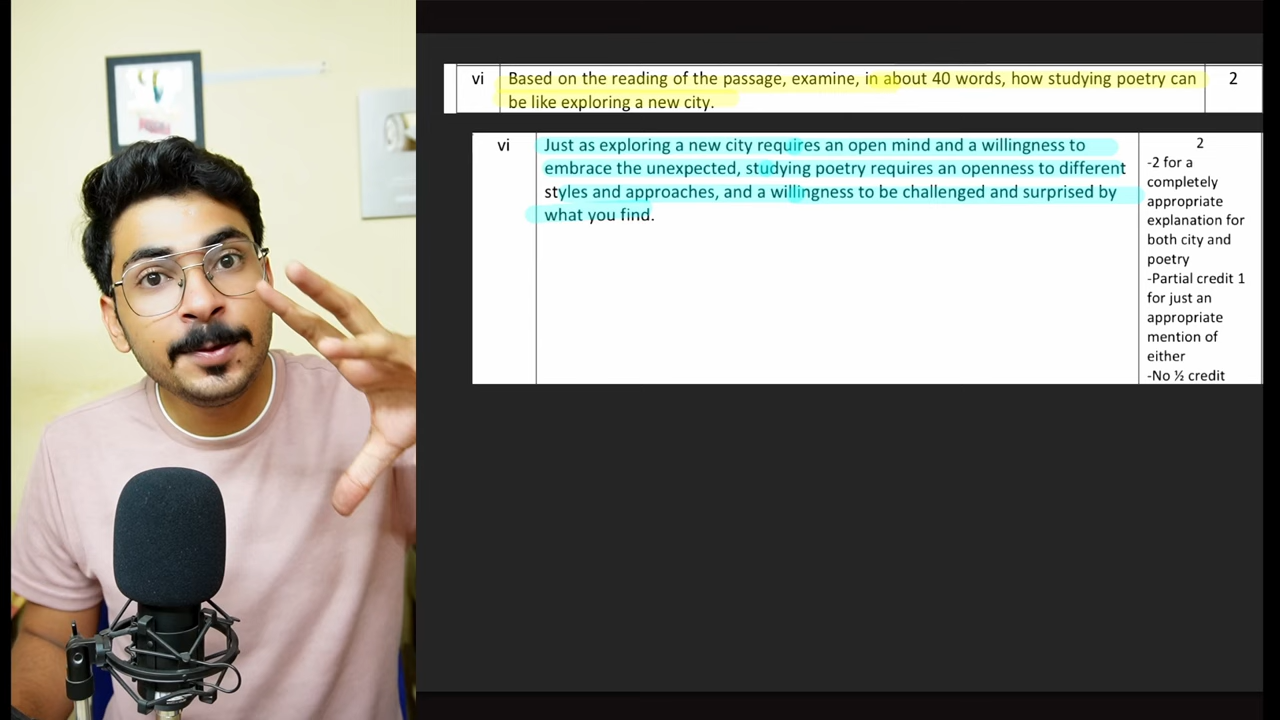 vi Based on the reading of the passage, examine, in about 40 words, how studying poetry can 2
be like exploring a new city.
vi Just as exploring a new city requires an open mind and a willingness to
embrace the unexpected, studying poetry requires an openness to different
styles and approaches, and a willingness to be challenged and surprised by
what you find.
2
-2 for a
completely
appropriate
explanation for
both city and
poetry
-Partial credit 1
for just an
appropriate
mention of
either
-No ½ credit